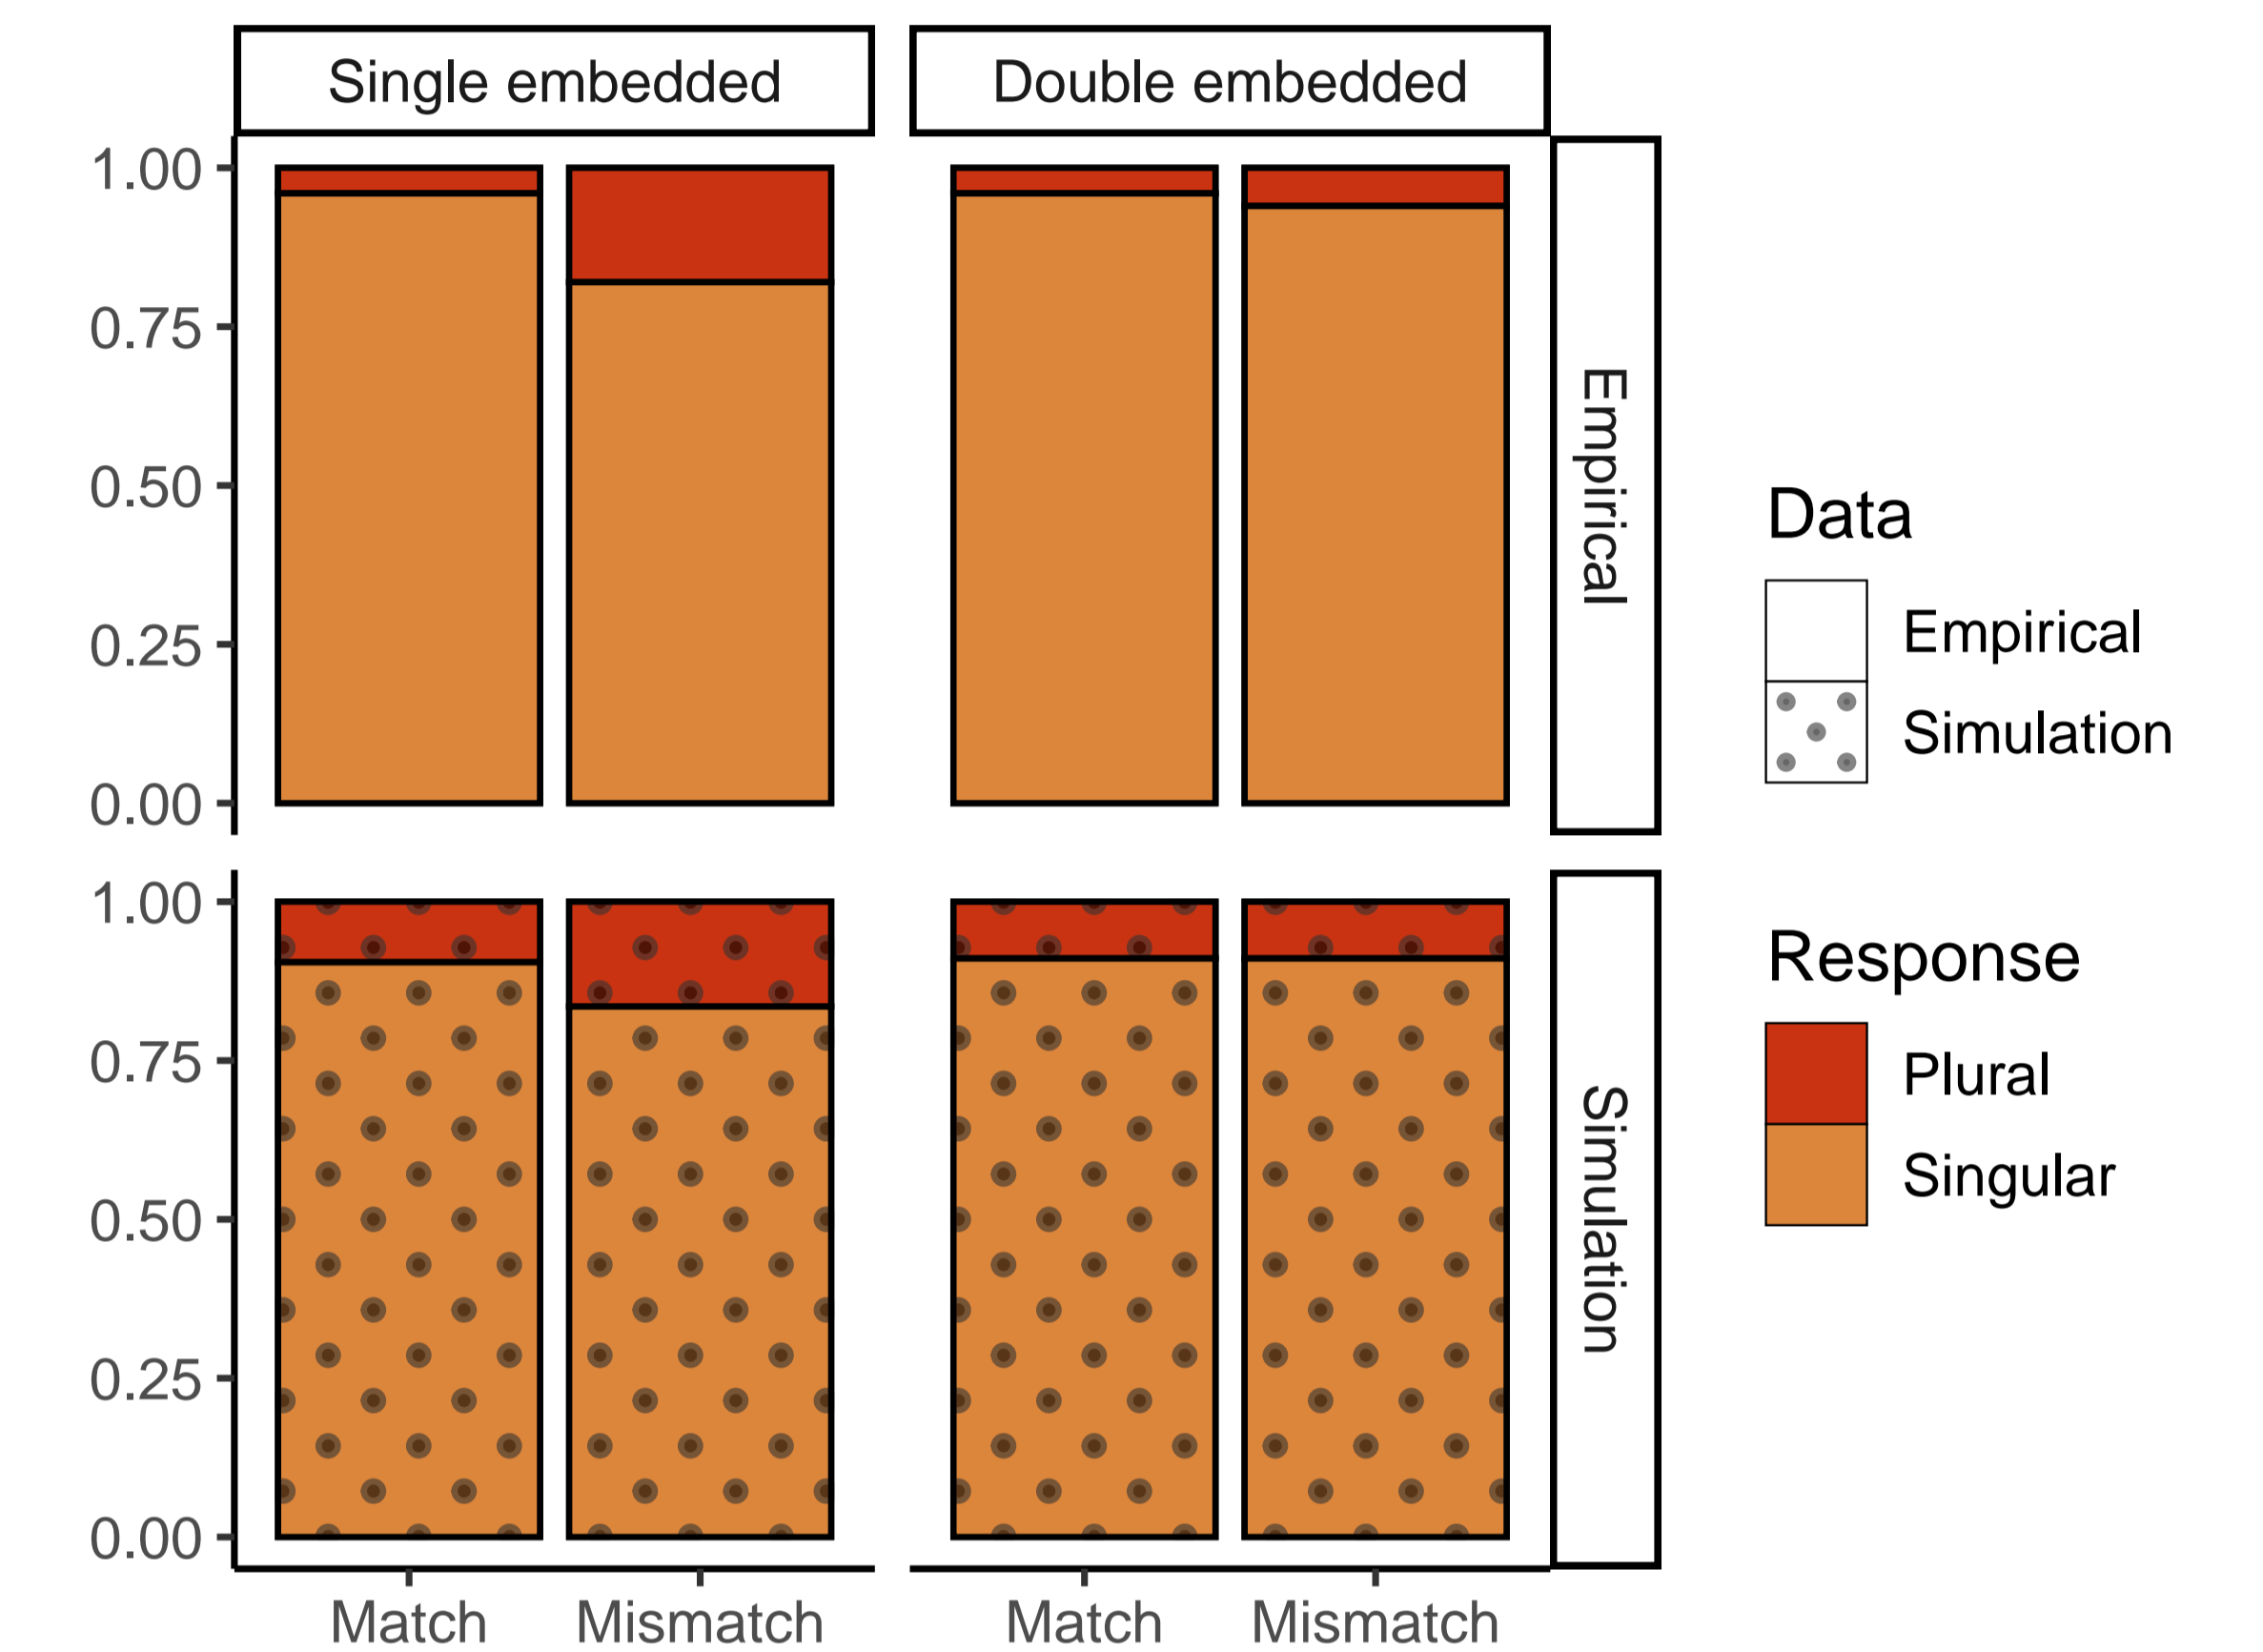 Single embedded
Double embedded
1.00
0.75
0.50
0.25
0.00
Empirical
1.00
0.75
0.50
0.25
0.00
Simulation
Match
Mismatch
Match
Mismatch
Data
Empirical
Simulation
Response
Plural
Singular